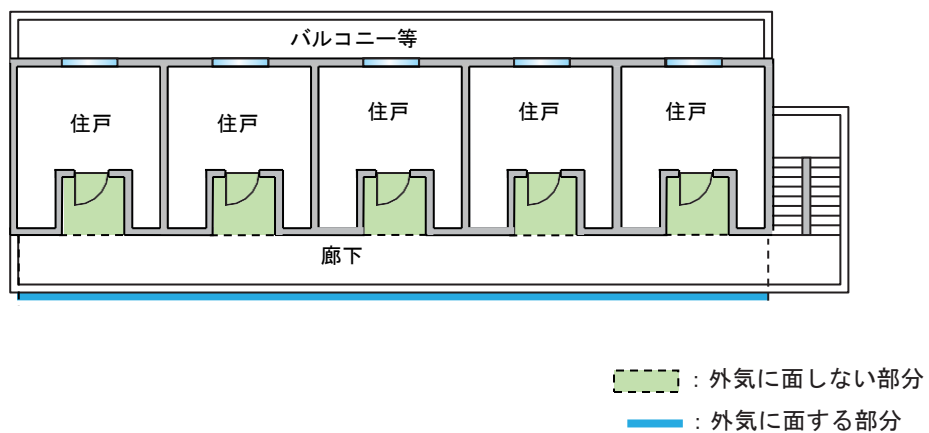 バルコニー等
住戸
住戸
住戸
住戸
住戸
廊下
：外気に面しない部分
：外気に面する部分